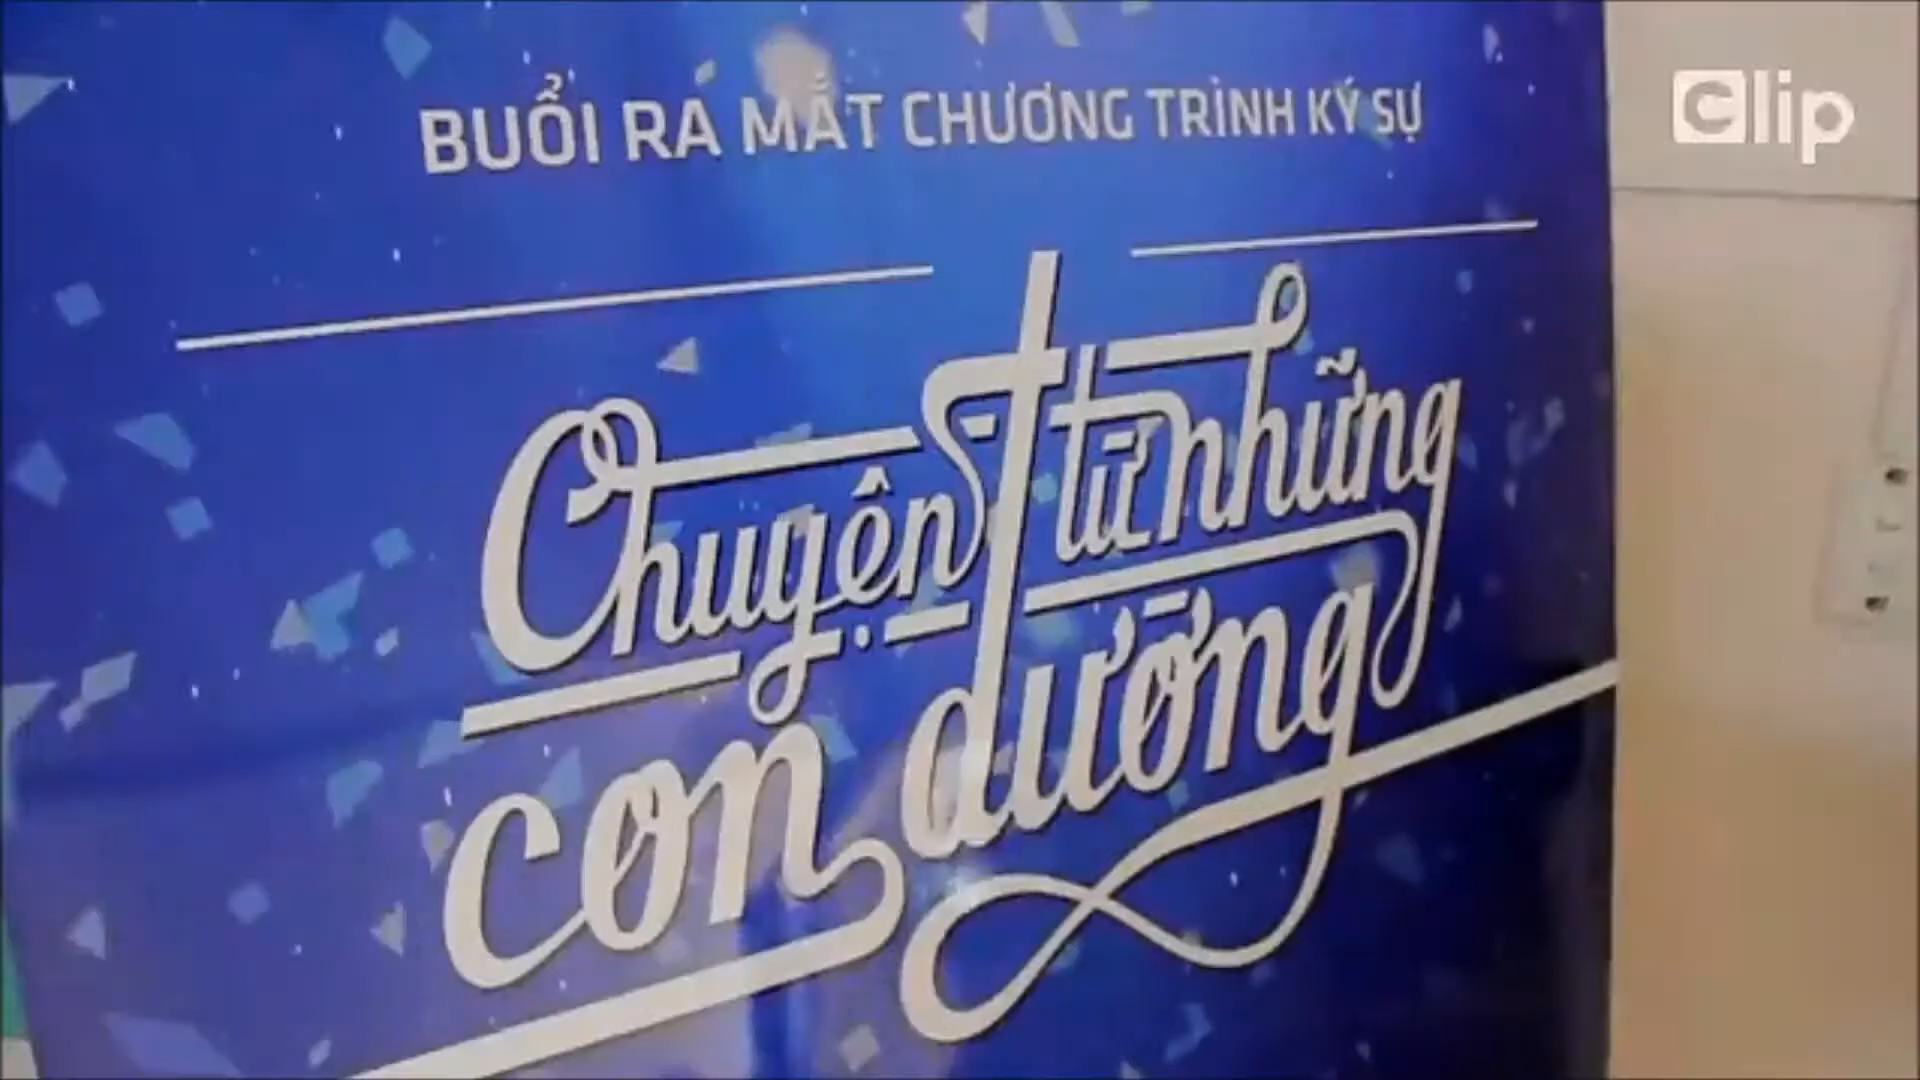 BUỔI RA MẮT CHƯƠNG TRÌNH KÝ SỰ
Clip
Chuyện từ những
con đường